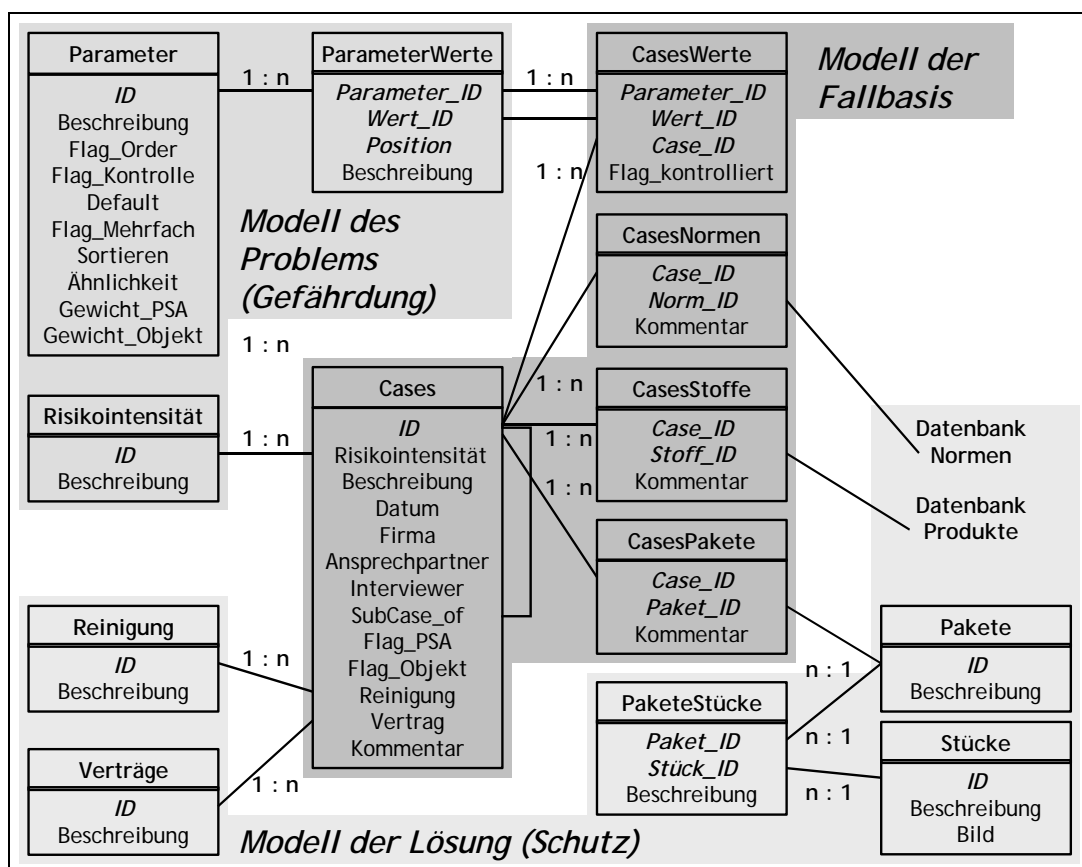 Parameter
ID
Beschreibung
Flag_Order
Flag_Kontrolle
Default
Flag_Mehrfach
Sortieren
Ähnlichkeit
Gewicht_PSA
Gewicht_Objekt
1 : n
ParameterWerte
Parameter_ID
Wert_ID
Position
Beschreibung
1 : n
CasesWerte
Parameter_ID
Wert_ID
Case_ID
Flag_kontrolliert
Modell der
Fallbasis
1 : n
Modell des
Problems
(Gefährdung)
CasesNormen
Case_ID
Norm_ID
Kommentar
1 : n
Risikointensität
ID
Beschreibung
1 : n
Cases
ID
Risikointensität
Beschreibung
Datum
Firma
Ansprechpartner
Interviewer
SubCase_of
Flag_PSA
Flag_Objekt
Reinigung
Vertrag
Kommentar
1 : n
1 : n
1 : n
CasesStoffe
Case_ID
Stoff_ID
Kommentar
Datenbank
Normen
Datenbank
Produkte
CasesPakete
Case_ID
Paket_ID
Kommentar
Reinigung
ID
Beschreibung
1 : n
Verträge
ID
Beschreibung
1 : n
Pakete
ID
Beschreibung
n : 1
PaketeStücke
Paket_ID
Stück_ID
Beschreibung
n : 1
n : 1
Stücke
ID
Beschreibung
Bild
Modell der Lösung (Schutz)